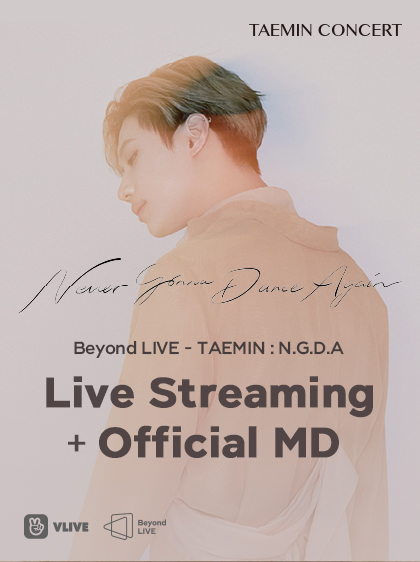 TAEMIN CONCERT
Never Gonna Dance Again
Beyond LIVE - TAEMIN : N.G.D.A
Live Streaming
+ Official MD
VLIVE
Beyond
LIVE